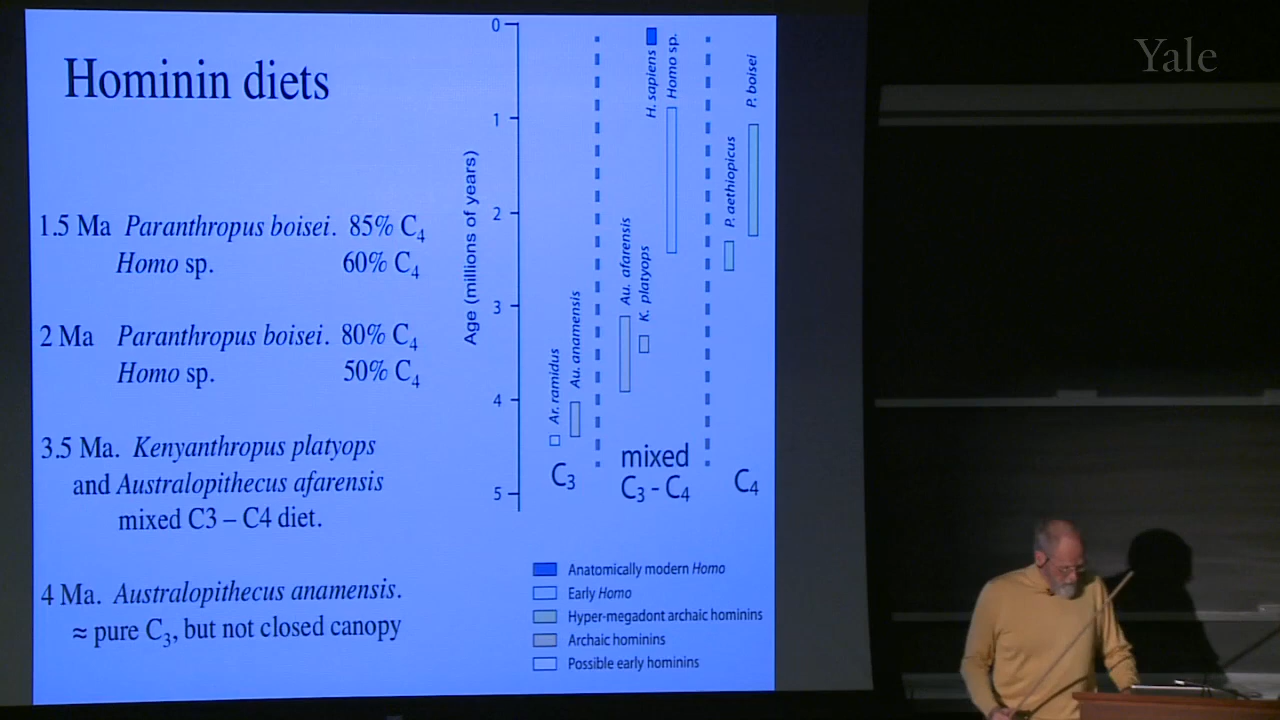 Hominin diets
1.5 Ma Paranthropus boisei. 85% C₄
Homo sp. 60% C₄
2 Ma Paranthropus boisei. 80% C₄
Homo sp. 50% C₄
3.5 Ma. Kenyanthropus platyops
and Australopithecus afarensis
mixed C3 – C4 diet.
4 Ma. Australopithecus anamensis.
≈ pure C₃, but not closed canopy
Age (millions of years)
0
1
2
3
4
5
Ar. ramidus
Au. anamensis
Au. afarensis
K. platyops
H. sapiens
Homo sp.
P. aethiopicus
P. boisei
C₃
mixed
C₃ - C₄
C₄
Anatomically modern Homo
Early Homo
Hyper-megadont archaic hominins
Archaic hominins
Possible early hominins
Yale